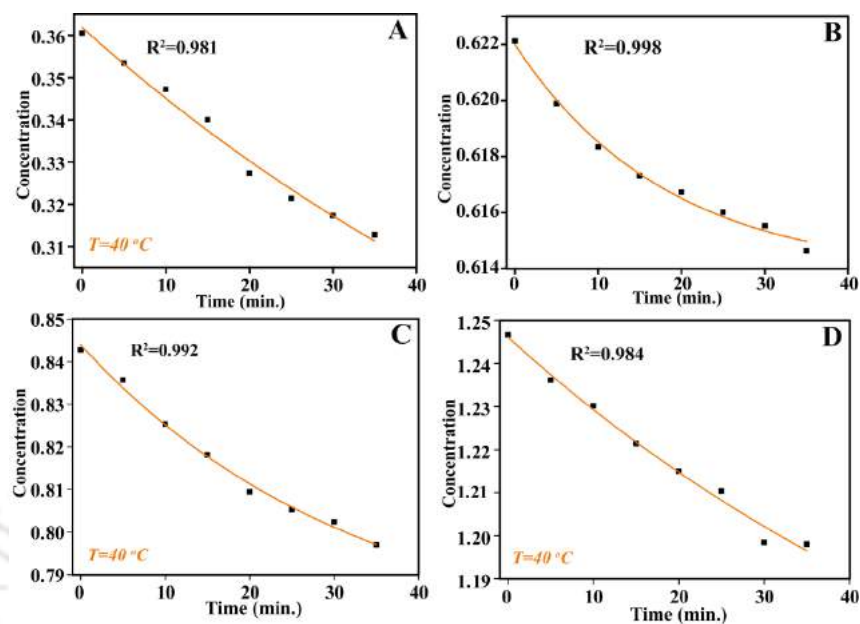 A
R²=0.981
Concentration
0.36
0.35
0.34
0.33
0.32
0.31
T=40 °C
0 10 20 30 40
Time (min.)
B
R²=0.998
Concentration
0.622
0.620
0.618
0.616
0.614
0 10 20 30 40
Time (min.)
C
R²=0.992
Concentration
0.85
0.84
0.83
0.82
0.81
0.80
0.79
T=40 °C
0 10 20 30 40
Time (min.)
D
R²=0.984
Concentration
1.25
1.24
1.23
1.22
1.21
1.20
1.19
T=40 °C
0 10 20 30 40
Time (min.)